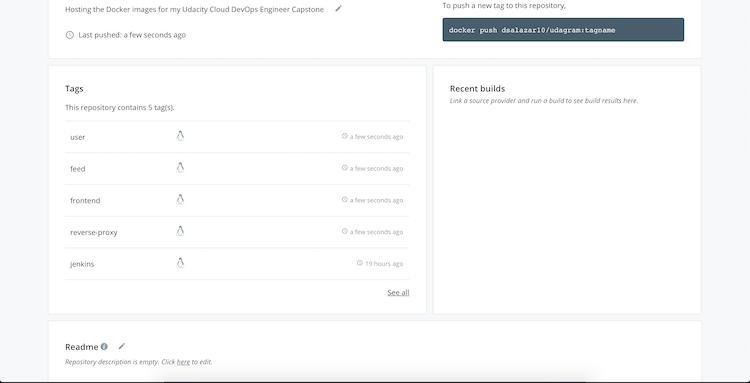 Hosting the Docker images for my Udacity Cloud DevOps Engineer Capstone
Last pushed: a few seconds ago
To push a new tag to this repository,
docker push dsalazar10/udagram:tagname
Tags
This repository contains 5 tag(s).
user a few seconds ago
feed a few seconds ago
frontend a few seconds ago
reverse-proxy a few seconds ago
jenkins 19 hours ago
See all
Recent builds
Link a source provider and run a build to see build results here.
Readme
Repository description is empty. Click here to edit.